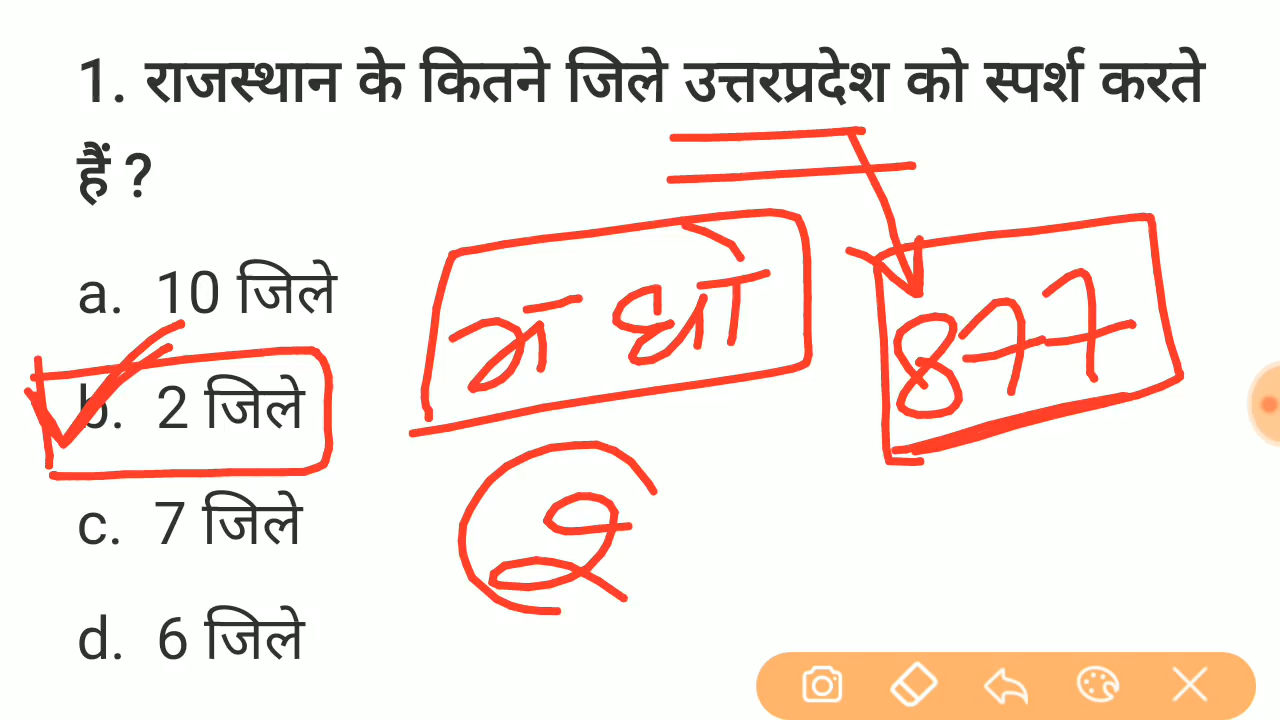 1. राजस्थान के कितने जिले उत्तरप्रदेश को स्पर्श करते
हैं ?
a. 10 जिले
b. 2 जिले
c. 7 जिले
d. 6 जिले
877
2